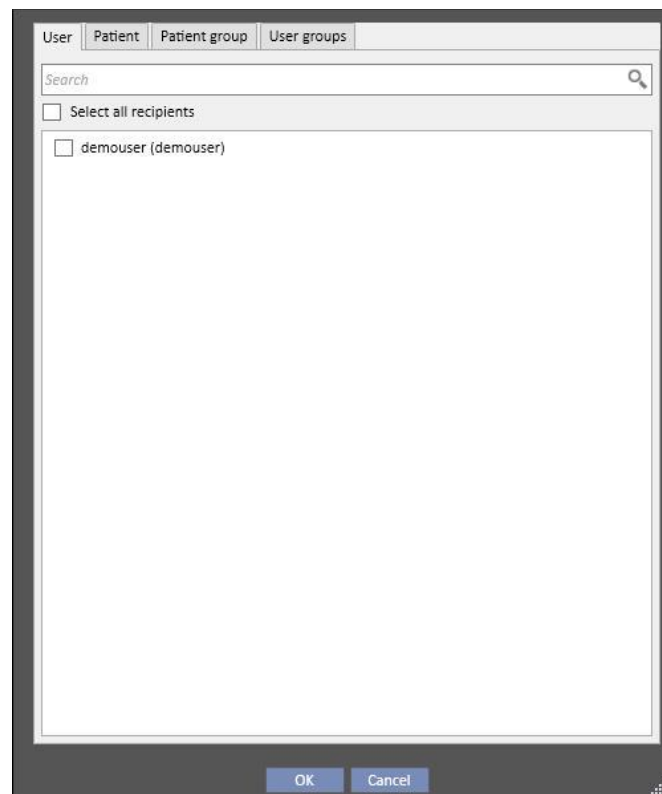 User Patient Patient group User groups
Search
Select all recipients
demouser (demouser)
OK Cancel